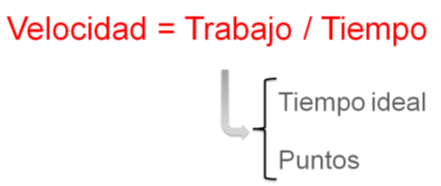 Velocidad = Trabajo / Tiempo
Tiempo ideal
Puntos